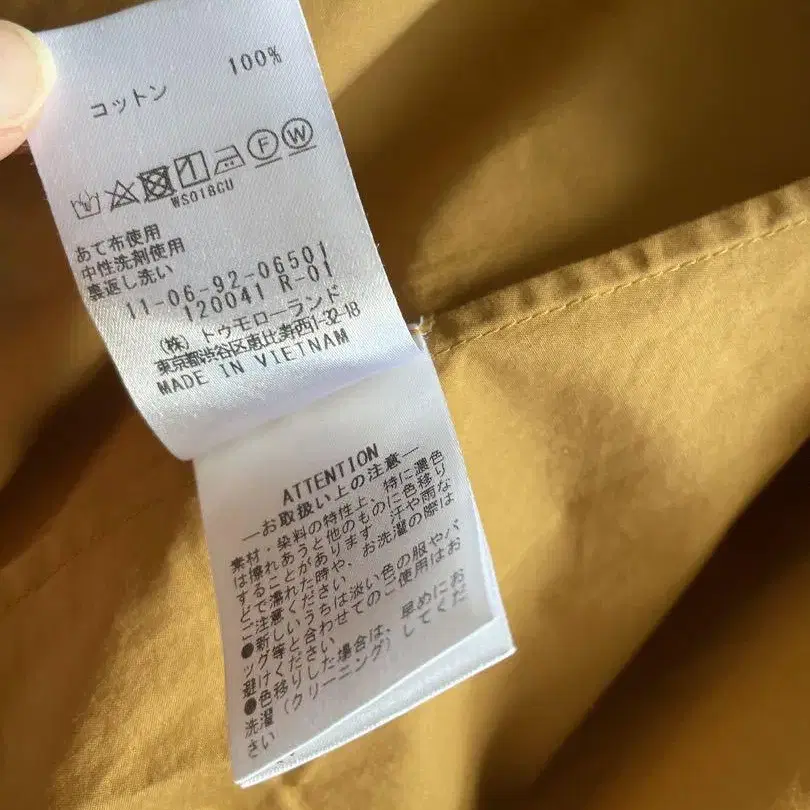 コットン 100%
F W
WS018GU
あて布使用
中性洗剤使用
裏返し洗い
11-06-92-06501
120041 R-01
(株) トゥモローランド
東京都渋谷区恵比寿西1-32-18
MADE IN VIETNAM
ATTENTION
—お取扱い上の注意—
素材・染料の特性上、特に濃色
は擦れあうと他のものに色移り
することがあります。汗や雨な
どで濡れた時や、お洗濯の際は
ご注意ください。
●新しいうちは淡い色の服やバ
ッグ等と合わせてのご使用はお
避けください。
●色移りした場合は、早めにお
洗濯(クリーニング)してくだ
さい